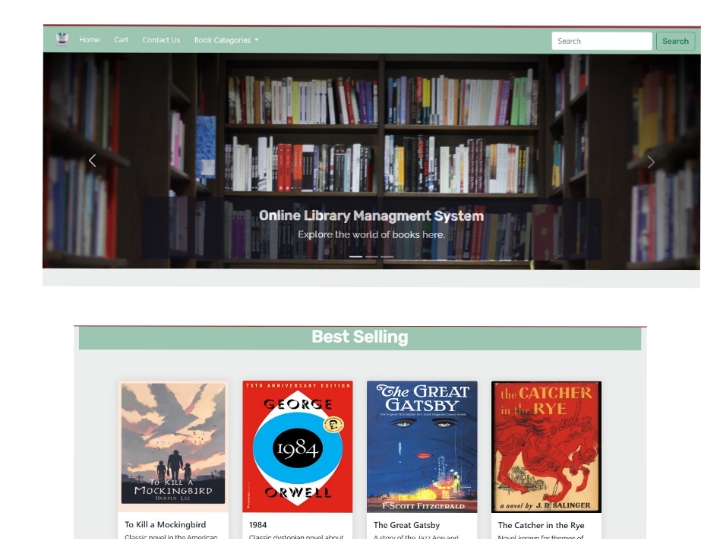 Home Cart Contact Us Book Categories Search Search
Online Library Managment System
Explore the world of books here.
Best Selling
TO KILL A
MOCKINGBIRD
HARPER LEE
75TH ANNIVERSARY EDITION
GEORGE
1984
ORWELL
The GREAT
GATSBY
F·SCOTT FITZGERALD
the CATCHER
in the RYE
a novel by J. D. SALINGER
To Kill a Mockingbird
Classic novel in the American
1984
Classic dystopian novel about
The Great Gatsby
A story of the Jazz Age and
The Catcher in the Rye
Novel known for themes of